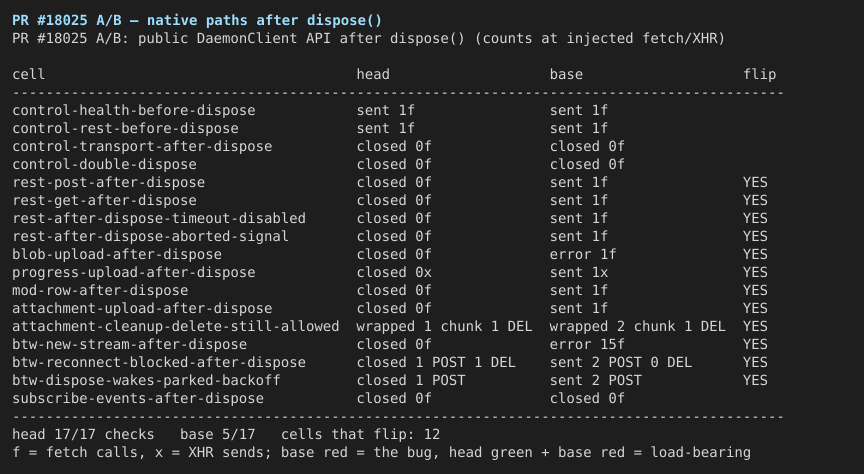 PR #18025 A/B — native paths after dispose()
PR #18025 A/B: public DaemonClient API after dispose() (counts at injected fetch/XHR)
cell head base flip
--------------------------------------------------------------------------------------------
control-health-before-dispose sent 1f sent 1f
control-rest-before-dispose sent 1f sent 1f
control-transport-after-dispose closed 0f closed 0f
control-double-dispose closed 0f closed 0f
rest-post-after-dispose closed 0f sent 1f YES
rest-get-after-dispose closed 0f sent 1f YES
rest-after-dispose-timeout-disabled closed 0f sent 1f YES
rest-after-dispose-aborted-signal closed 0f sent 1f YES
blob-upload-after-dispose closed 0f error 1f YES
progress-upload-after-dispose closed 0x sent 1x YES
mod-row-after-dispose closed 0f sent 1f YES
attachment-upload-after-dispose closed 0f sent 1f YES
attachment-cleanup-delete-still-allowed wrapped 1 chunk 1 DEL wrapped 2 chunk 1 DEL YES
btw-new-stream-after-dispose closed 0f error 15f YES
btw-reconnect-blocked-after-dispose closed 1 POST 1 DEL sent 2 POST 0 DEL YES
btw-dispose-wakes-parked-backoff closed 1 POST sent 2 POST YES
subscribe-events-after-dispose closed 0f closed 0f
--------------------------------------------------------------------------------------------
head 17/17 checks base 5/17 cells that flip: 12
f = fetch calls, x = XHR sends; base red = the bug, head green + base red = load-bearing